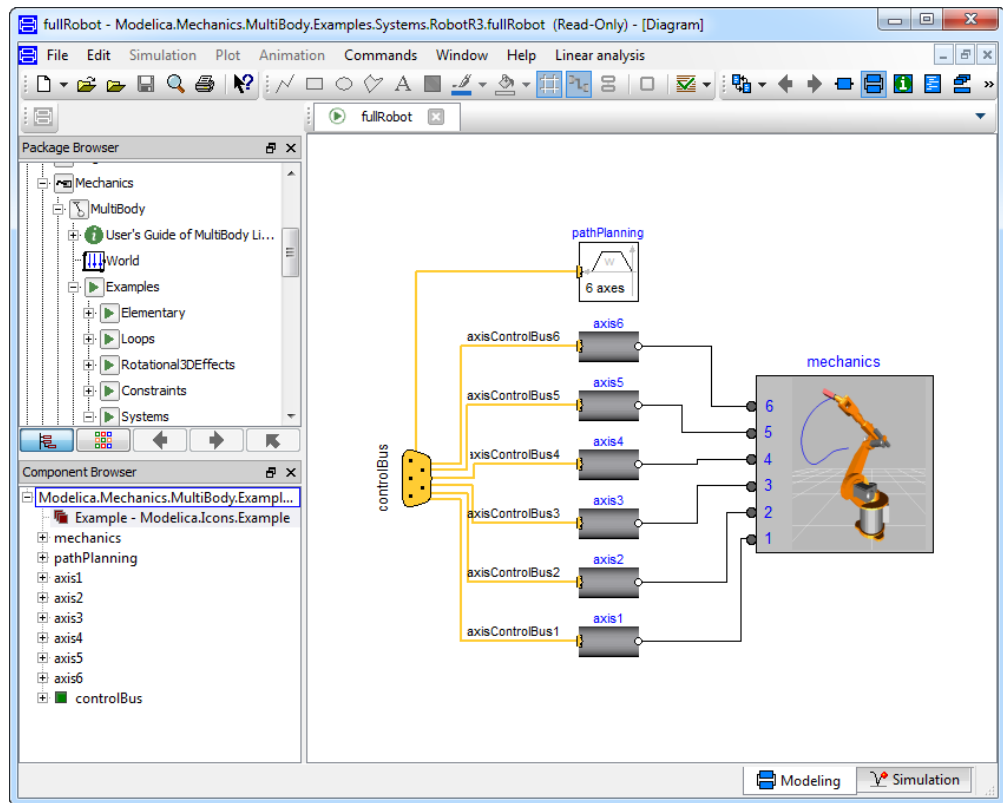 fullRobot - Modelica.Mechanics.MultiBody.Examples.Systems.RobotR3.fullRobot (Read-Only) - [Diagram]
File Edit Simulation Plot Animation Commands Window Help Linear analysis
A
»
fullRobot
Package Browser
Mechanics
MultiBody
User's Guide of MultiBody Li...
World
Examples
Elementary
Loops
Rotational3DEffects
Constraints
Systems
Component Browser
Modelica.Mechanics.MultiBody.Exampl...
Example - Modelica.Icons.Example
mechanics
pathPlanning
axis1
axis2
axis3
axis4
axis5
axis6
controlBus
pathPlanning
w
6 axes
axis6
axisControlBus6
axis5
axisControlBus5
axis4
axisControlBus4
axis3
axisControlBus3
axis2
axisControlBus2
axis1
axisControlBus1
controlBus
mechanics
6
5
4
3
2
1
Modeling Simulation